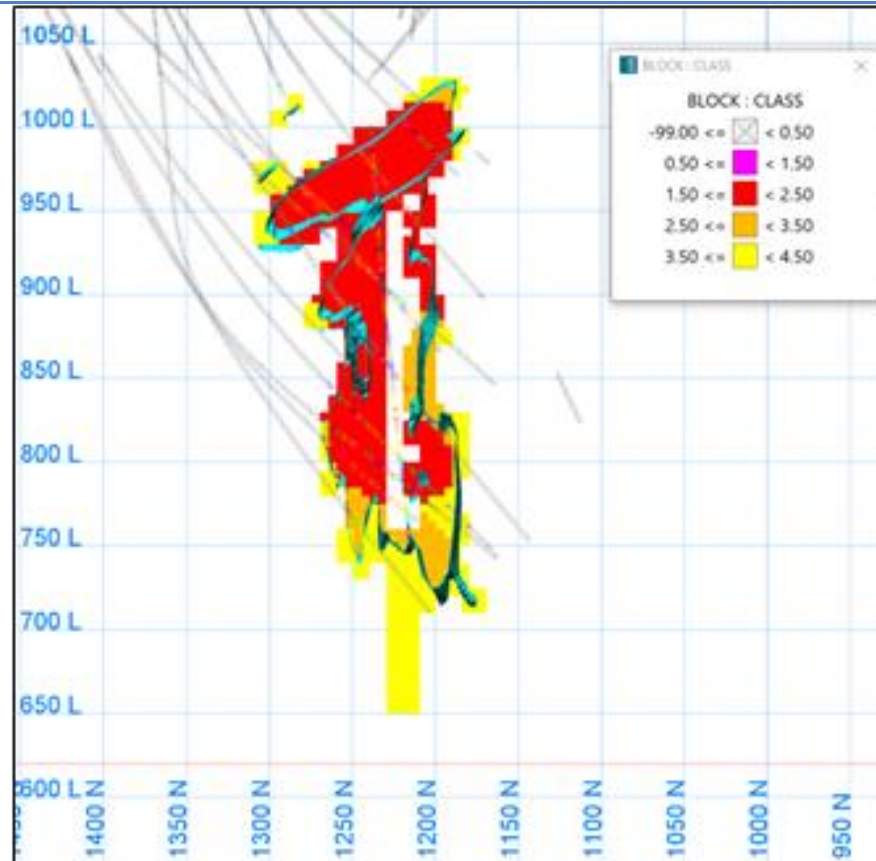 1050 L
1000 L
950 L
900 L
850 L
800 L
750 L
700 L
650 L
600 L
BLOCK : CLASS
BLOCK : CLASS
-99.00 <= < 0.50
0.50 <= < 1.50
1.50 <= < 2.50
2.50 <= < 3.50
3.50 <= < 4.50
1400 N
1350 N
1300 N
1250 N
1200 N
1150 N
1100 N
1050 N
1000 N
950 N